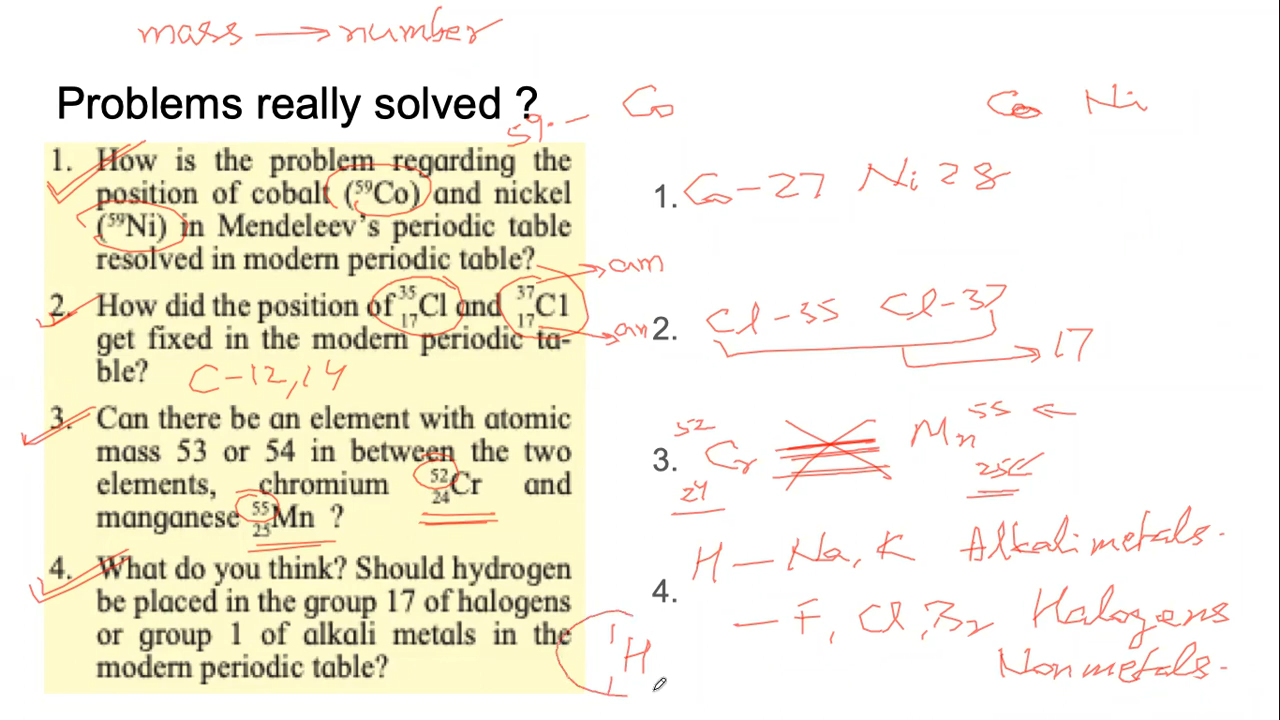 mass → number
Problems really solved ?
59.— Co
Co Ni
1. How is the problem regarding the
position of cobalt (⁵⁹Co) and nickel
(⁵⁹Ni) in Mendeleev's periodic table
resolved in modern periodic table?
→ am
1. Co-27 Ni 28
2. How did the position of ³⁵₁₇Cl and ³⁷₁₇C1
get fixed in the modern periodic ta-
ble?
→ an
C-12,14
2. Cl-35 Cl-37
→ 17
3. Can there be an element with atomic
mass 53 or 54 in between the two
elements, chromium ⁵²₂₄Cr and
manganese ⁵⁵₂₅Mn ?
3. ⁵²₂₄Cr Mn⁵⁵ ←
25
4. What do you think? Should hydrogen
be placed in the group 17 of halogens
or group 1 of alkali metals in the
modern periodic table?
¹₁H
4. H — Na, K Alkali metals.
— F, Cl, Br Halogens
Nonmetals.